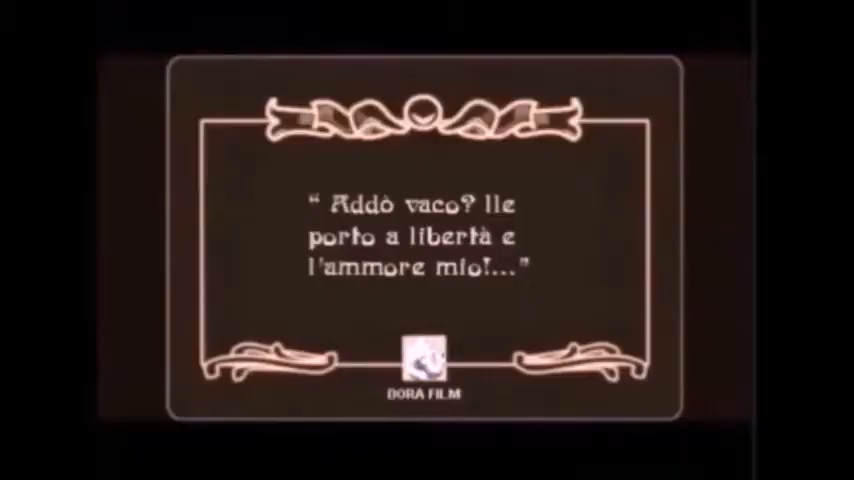 “ Addò vaco? lle
porto a libertà e
l'ammore mio!...”
DORA FILM